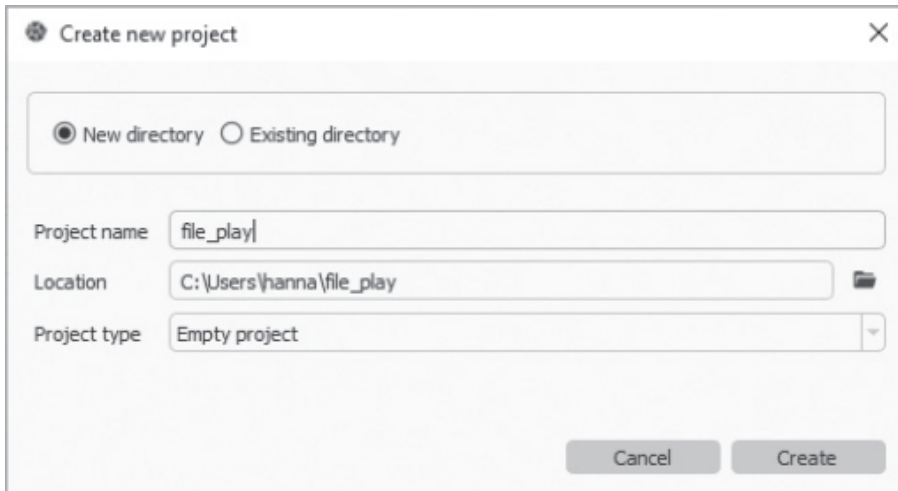 Create new project
New directory Existing directory
Project name file_play
Location C:\Users\hanna\file_play
Project type Empty project
Cancel Create